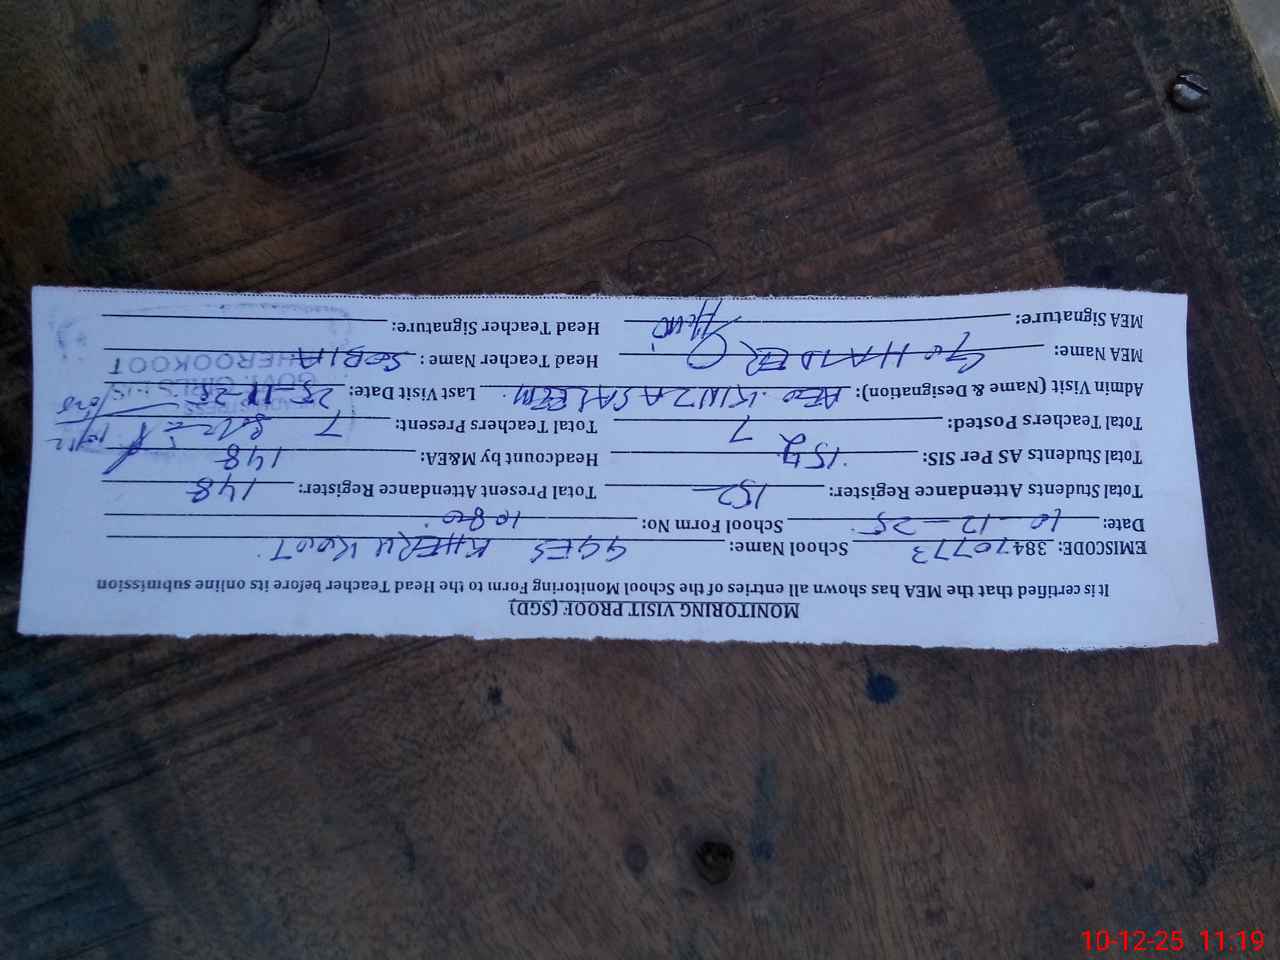 MONITORING VISIT PROOF (SGD)
It is certified that the MEA has shown all entries of the School Monitoring Form to the Head Teacher before its online submission
EMISCODE: 38470773 School Name: GGES KHERU KOOT
Date: 10-12-25 School Form No: 1080
Total Students Attendance Register: 152 Total Present Attendant Register: 148
Total Students AS Per SIS: 152 Headcount by M&EA: 148
Total Teachers Posted: 7 Total Teachers Present: 7
Admin Visit (Name & Designation): AEO KINZA SALEEM Last Visit Date: 25-11-25
MEA Name: HAIDER Head Teacher Name: SOBIA
MEA Signature: Head Teacher Signature:
GOVT. GIRLS
HEROOKOOT
10-12-25 11:19